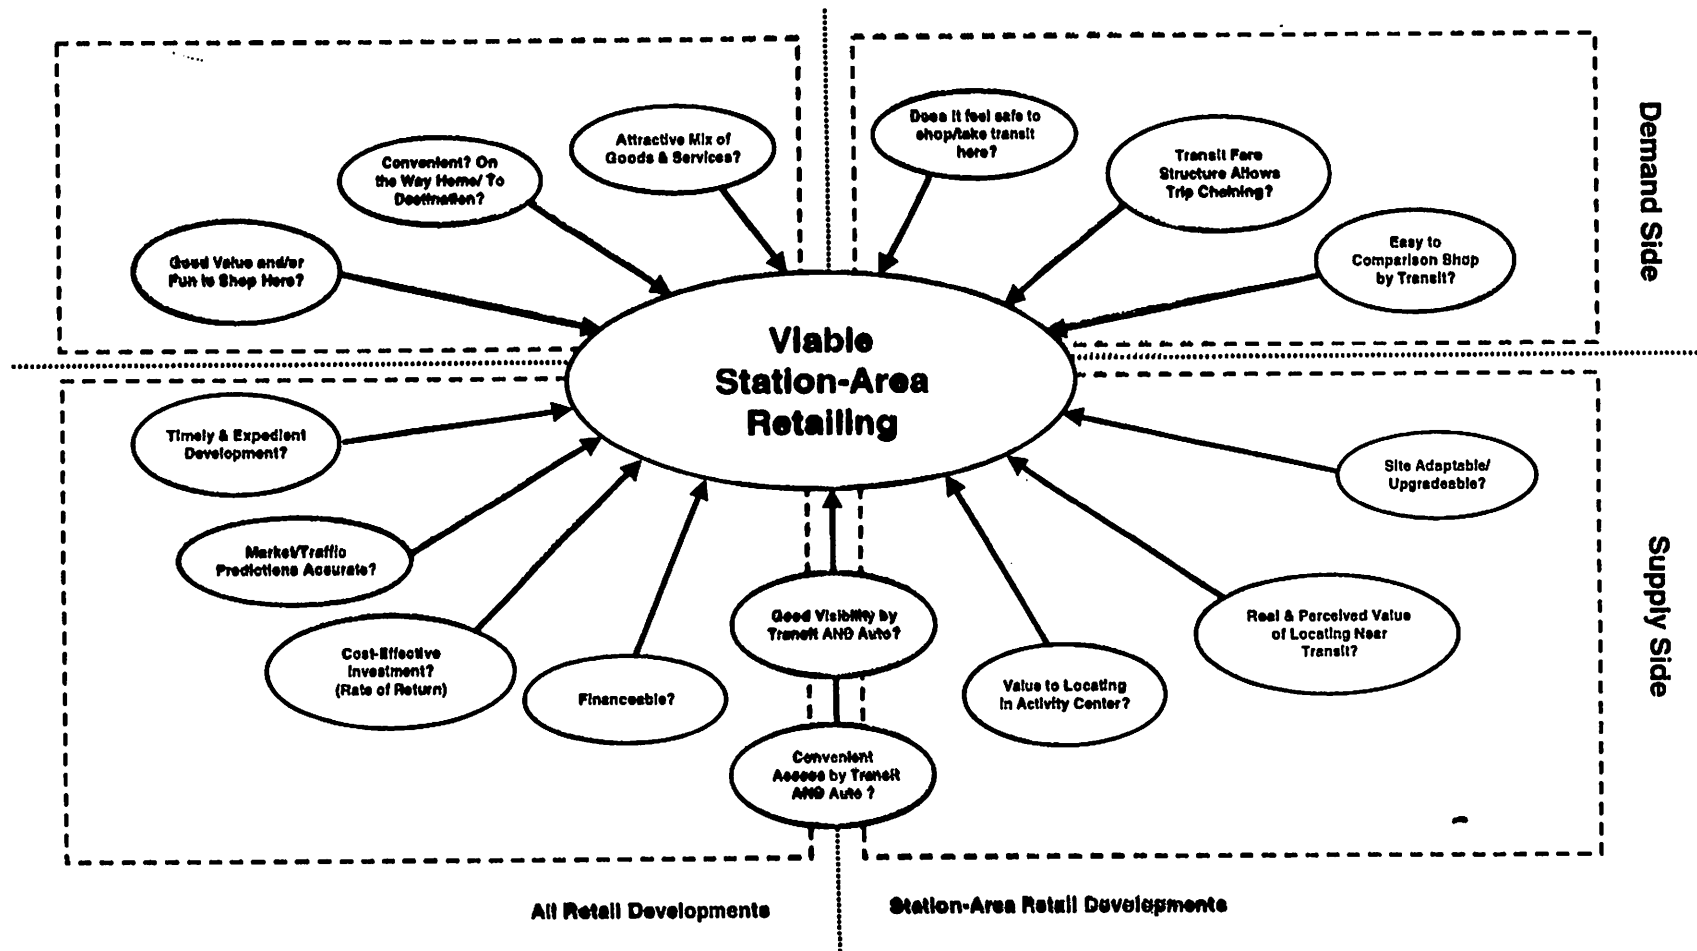 Attractive Mix of
Goods & Services?
Convenient? On
the Way Home/ To
Destination?
Good Value and/or
Fun to Shop Here?
Does it feel safe to
shop/take transit
here?
Transit Fare
Structure Allows
Trip Chaining?
Easy to
Comparison Shop
by Transit?
Demand Side
Viable
Station-Area
Retailing
Timely & Expedient
Development?
Market/Traffic
Predictions Accurate?
Cost-Effective
Investment?
(Rate of Return)
Financeable?
Good Visibility by
Transit AND Auto?
Convenient
Access by Transit
AND Auto ?
Value to Locating
in Activity Center?
Real & Perceived Value
of Locating Near
Transit?
Site Adaptable/
Upgradeable?
Supply Side
All Retail Developments
Station-Area Retail Developments